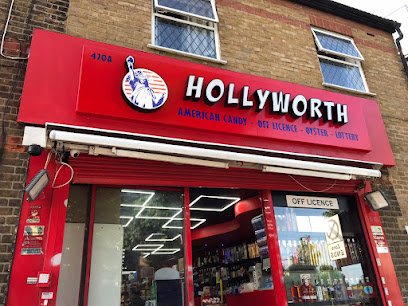 470A
HOLLYWORTH
AMERICAN CANDY - OFF LICENCE - OYSTER - LOTTERY
OFF LICENCE